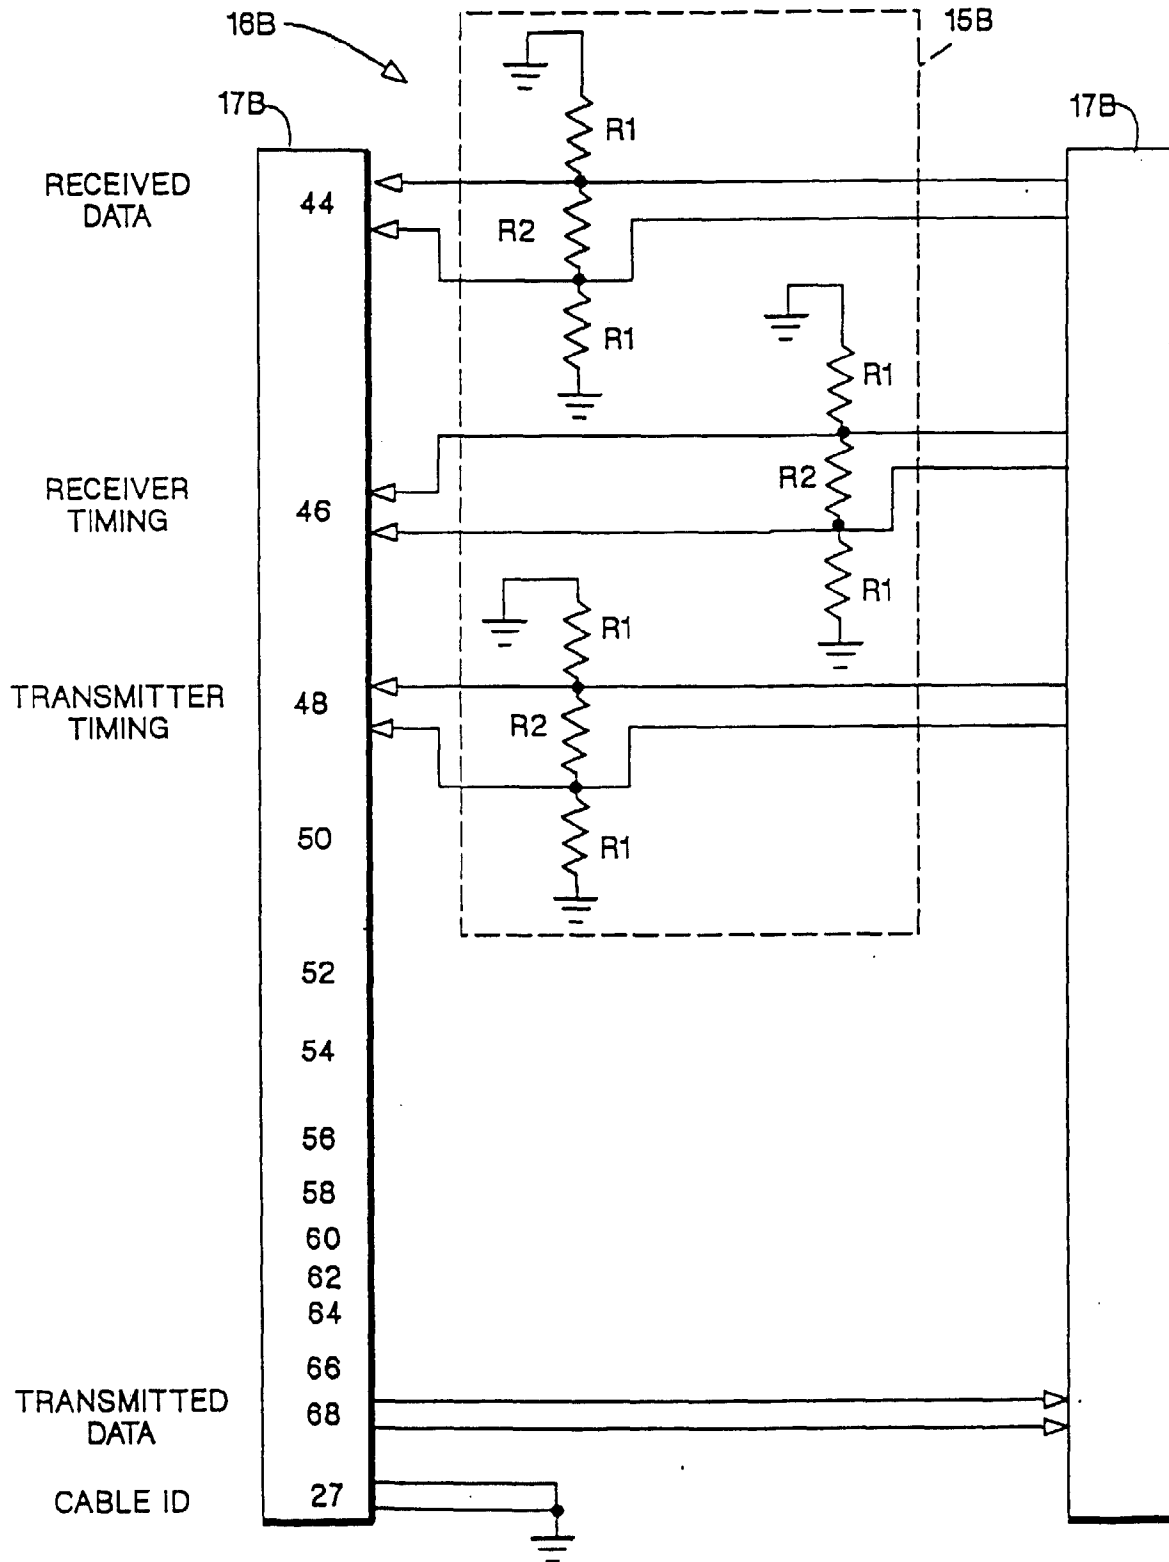 16B
15B
17B
17B
R1
RECEIVED
DATA
44
R2
R1
R1
RECEIVER
TIMING
46
R2
R1
R1
TRANSMITTER
TIMING
48
R2
50
R1
52
54
56
58
60
62
64
66
TRANSMITTED
DATA
68
CABLE ID
27